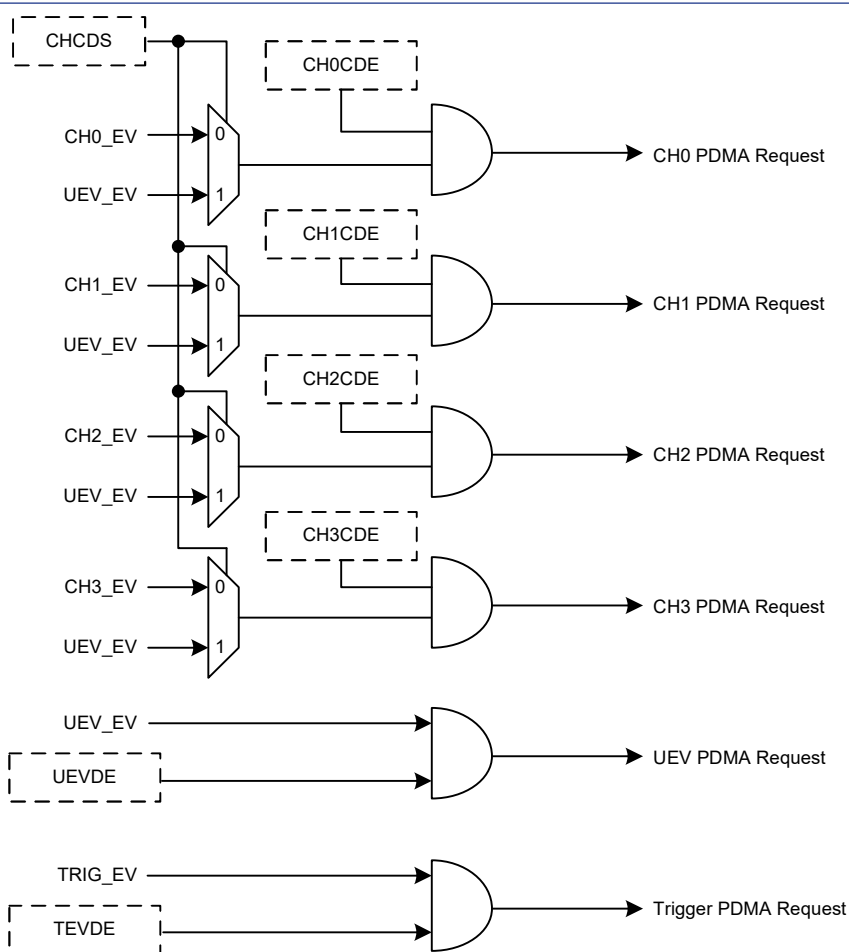 CHCDS
CH0CDE
CH0_EV
0
CH0 PDMA Request
UEV_EV
1
CH1CDE
CH1_EV
0
CH1 PDMA Request
UEV_EV
1
CH2CDE
CH2_EV
0
CH2 PDMA Request
UEV_EV
1
CH3CDE
CH3_EV
0
CH3 PDMA Request
UEV_EV
1
UEV_EV
UEV PDMA Request
UEVDE
TRIG_EV
Trigger PDMA Request
TEVDE